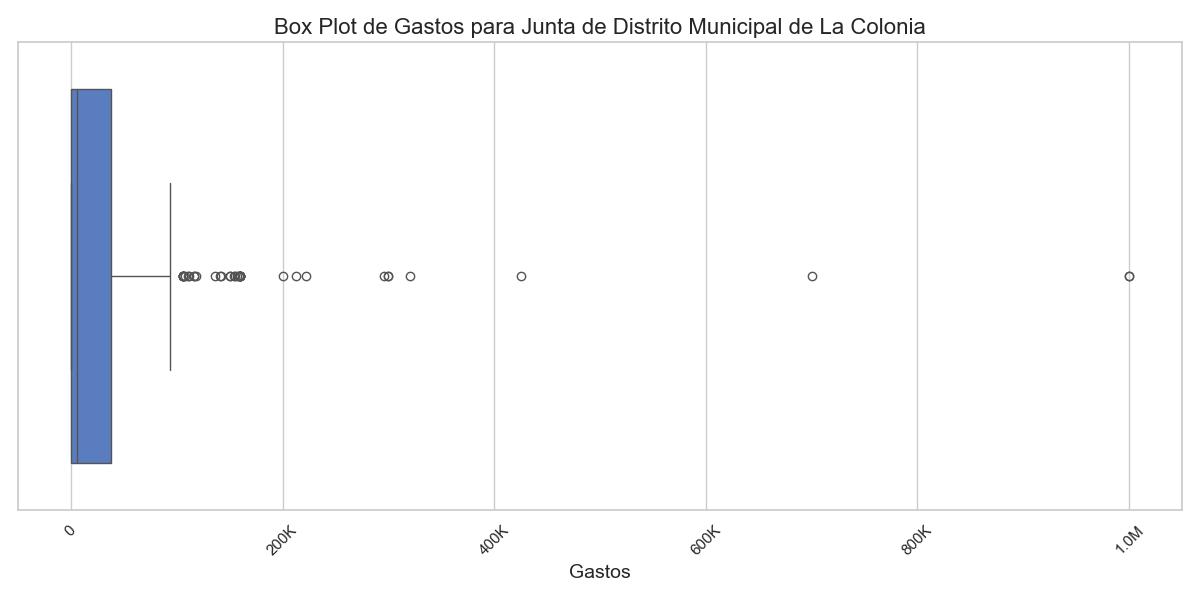 Box Plot de Gastos para Junta de Distrito Municipal de La Colonia
0
200K
400K
600K
800K
1.0M
Gastos